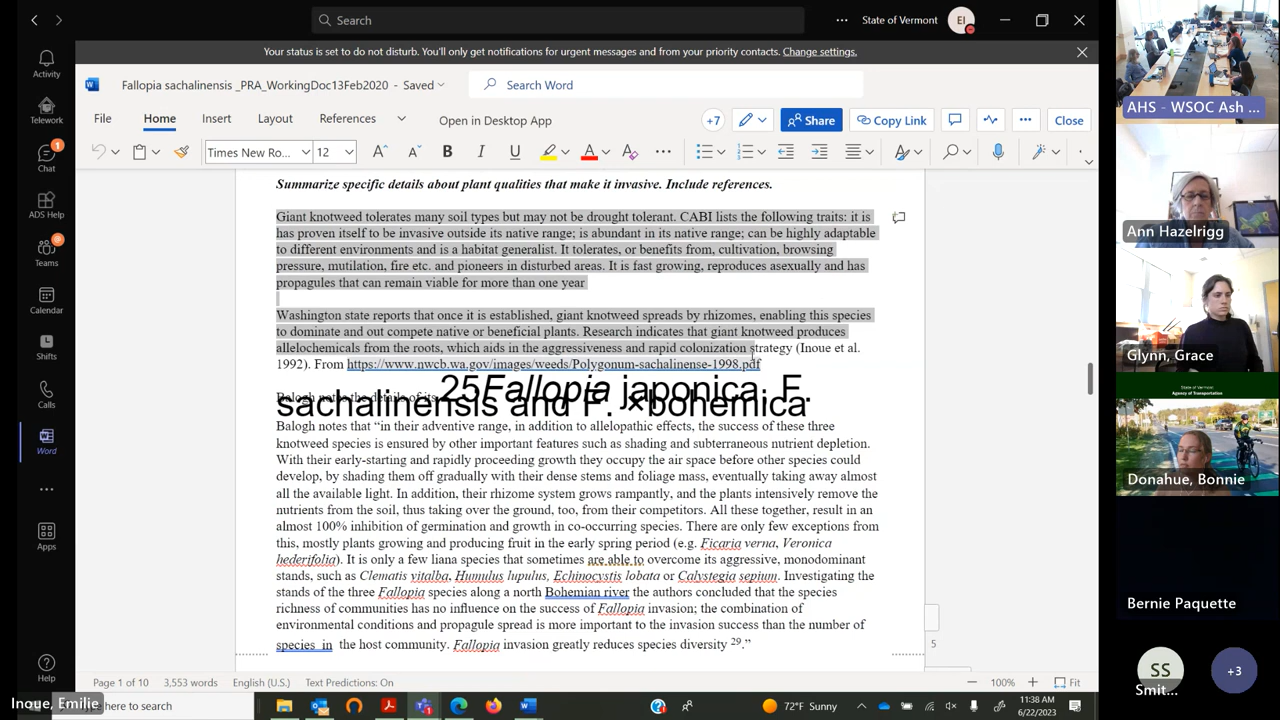 Search
State of Vermont
EI
Your status is set to do not disturb. You'll only get notifications for urgent messages and from your priority contacts. Change settings.
Activity
Telework
Chat
1
ADS Help
Teams
@
Calendar
Shifts
Calls
Word
Apps
Help
Fallopia sachalinensis _PRA_WorkingDoc13Feb2020 - Saved
Search Word
File
Home
Insert
Layout
References
Open in Desktop App
+7
Share
Copy Link
Close
Times New Ro...
12
Summarize specific details about plant qualities that make it invasive. Include references.
Giant knotweed tolerates many soil types but may not be drought tolerant. CABI lists the following traits: it is
has proven itself to be invasive outside its native range; is abundant in its native range; can be highly adaptable
to different environments and is a habitat generalist. It tolerates, or benefits from, cultivation, browsing
pressure, mutilation, fire etc. and pioneers in disturbed areas. It is fast growing, reproduces asexually and has
propagules that can remain viable for more than one year
Washington state reports that once it is established, giant knotweed spreads by rhizomes, enabling this species
to dominate and out compete native or beneficial plants. Research indicates that giant knotweed produces
allelochemicals from the roots, which aids in the aggressiveness and rapid colonization strategy (Inoue et al.
1992). From https://www.nwcb.wa.gov/images/weeds/Polygonum-sachalinense-1998.pdf
Balogh notes the details of its 25Fallopia japonica. F.
sachalinensis and F. ×bohemica
Balogh notes that “in their adventive range, in addition to allelopathic effects, the success of these three
knotweed species is ensured by other important features such as shading and subterraneous nutrient depletion.
With their early-starting and rapidly proceeding growth they occupy the air space before other species could
develop, by shading them off gradually with their dense stems and foliage mass, eventually taking away almost
all the available light. In addition, their rhizome system grows rampantly, and the plants intensively remove the
nutrients from the soil, thus taking over the ground, too, from their competitors. All these together, result in an
almost 100% inhibition of germination and growth in co-occurring species. There are only few exceptions from
this, mostly plants growing and producing fruit in the early spring period (e.g. Ficaria verna, Veronica
hederifolia). It is only a few liana species that sometimes are able to overcome its aggressive, monodominant
stands, such as Clematis vitalba, Humulus lupulus, Echinocystis lobata or Calystegia sepium. Investigating the
stands of the three Fallopia species along a north Bohemian river the authors concluded that the species
richness of communities has no influence on the success of Fallopia invasion; the combination of
environmental conditions and propagule spread is more important to the invasion success than the number of
species in the host community. Fallopia invasion greatly reduces species diversity 29.”
5
Page 1 of 10
3,553 words
English (U.S.)
Text Predictions: On
100%
Fit
Inoue, Emilie
here to search
72°F Sunny
11:38 AM
6/22/2023
AHS - WSOC Ash ...
Ann Hazelrigg
Glynn, Grace
State of Vermont
Agency of Transportation
Donahue, Bonnie
Bernie Paquette
SS
Smit...
+3